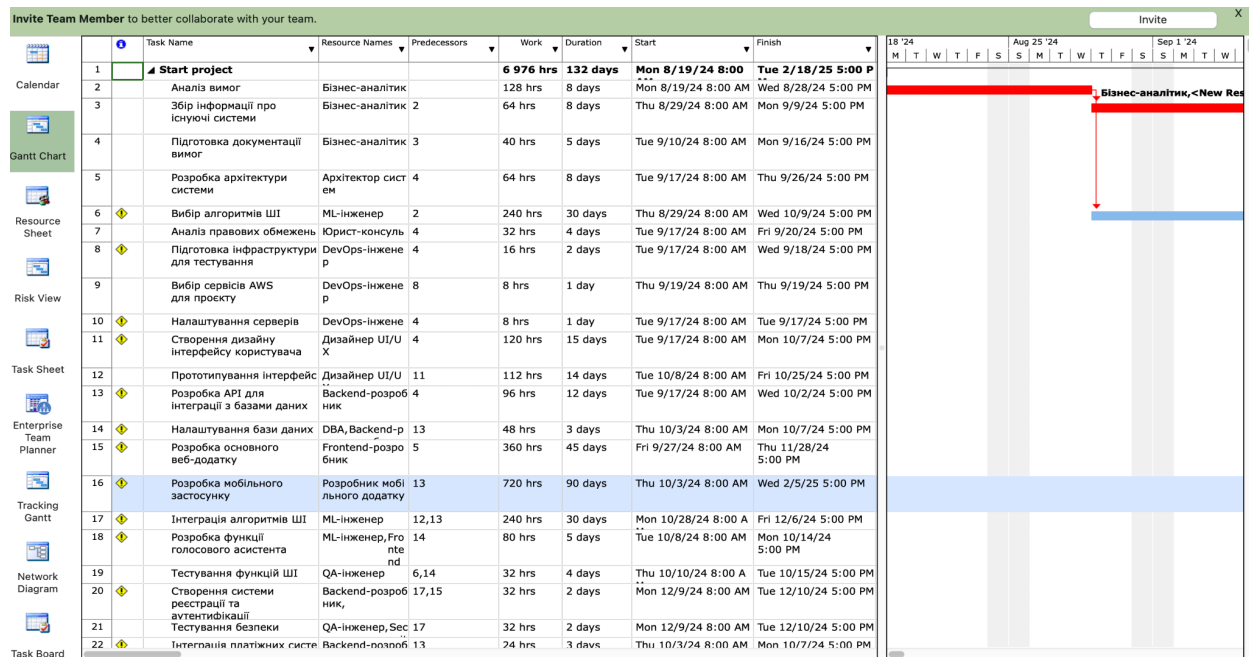 Invite Team Member to better collaborate with your team.
Invite
X
Calendar
Gantt Chart
Resource
Sheet
Risk View
Task Sheet
Enterprise
Team
Planner
Tracking
Gantt
Network
Diagram
Task Board
Task Name Resource Names Predecessors Work Duration Start Finish
1 Start project 6 976 hrs 132 days Mon 8/19/24 8:00 Tue 2/18/25 5:00 P
2 Аналіз вимог Бізнес-аналітик 128 hrs 8 days Mon 8/19/24 8:00 AM Wed 8/28/24 5:00 PM
3 Збір інформації про Бізнес-аналітик 2 64 hrs 8 days Thu 8/29/24 8:00 AM Mon 9/9/24 5:00 PM
існуючі системи
4 Підготовка документації Бізнес-аналітик 3 40 hrs 5 days Tue 9/10/24 8:00 AM Mon 9/16/24 5:00 PM
вимог
5 Розробка архітектури Архітектор сист 4 64 hrs 8 days Tue 9/17/24 8:00 AM Thu 9/26/24 5:00 PM
системи ем
6 Вибір алгоритмів ШІ ML-інженер 2 240 hrs 30 days Thu 8/29/24 8:00 AM Wed 10/9/24 5:00 PM
7 Аналіз правових обмежень Юрист-консуль 4 32 hrs 4 days Tue 9/17/24 8:00 AM Fri 9/20/24 5:00 PM
8 Підготовка інфраструктури DevOps-інжене 4 16 hrs 2 days Tue 9/17/24 8:00 AM Wed 9/18/24 5:00 PM
для тестування р
9 Вибір сервісів AWS DevOps-інжене 8 8 hrs 1 day Thu 9/19/24 8:00 AM Thu 9/19/24 5:00 PM
для проєкту р
10 Налаштування серверів DevOps-інжене 4 8 hrs 1 day Tue 9/17/24 8:00 AM Tue 9/17/24 5:00 PM
11 Створення дизайну Дизайнер UI/U 4 120 hrs 15 days Tue 9/17/24 8:00 AM Mon 10/7/24 5:00 PM
інтерфейсу користувача X
12 Прототипування інтерфейс Дизайнер UI/U 11 112 hrs 14 days Tue 10/8/24 8:00 AM Fri 10/25/24 5:00 PM
13 Розробка API для Backend-розроб 4 96 hrs 12 days Tue 9/17/24 8:00 AM Wed 10/2/24 5:00 PM
інтеграції з базами даних ник
14 Налаштування бази даних DBA,Backend-р 13 48 hrs 3 days Thu 10/3/24 8:00 AM Mon 10/7/24 5:00 PM
15 Розробка основного Frontend-розро 5 360 hrs 45 days Fri 9/27/24 8:00 AM Thu 11/28/24
веб-додатку бник 5:00 PM
16 Розробка мобільного Розробник мобі 13 720 hrs 90 days Thu 10/3/24 8:00 AM Wed 2/5/25 5:00 PM
застосунку льного додатку
17 Інтеграція алгоритмів ШІ ML-інженер 12,13 240 hrs 30 days Mon 10/28/24 8:00 A Fri 12/6/24 5:00 PM
18 Розробка функції ML-інженер,Fro 14 80 hrs 5 days Tue 10/8/24 8:00 AM Mon 10/14/24
голосового асистента nte 5:00 PM
nd
19 Тестування функцій ШІ QA-інженер 6,14 32 hrs 4 days Thu 10/10/24 8:00 A Tue 10/15/24 5:00 PM
20 Створення системи Backend-розроб 17,15 32 hrs 2 days Mon 12/9/24 8:00 AM Tue 12/10/24 5:00 PM
реєстрації та ник,
аутентифікації
21 Тестування безпеки QA-інженер,Sec 17 32 hrs 2 days Mon 12/9/24 8:00 AM Tue 12/10/24 5:00 PM
22 Інтеграція платіжних систе Backend-розроб 13 24 hrs 3 days Thu 10/3/24 8:00 AM Mon 10/7/24 5:00 PM
18 '24 Aug 25 '24 Sep 1 '24
M T W T F S S M T W T F S S M T W
Бізнес-аналітик,<New Res